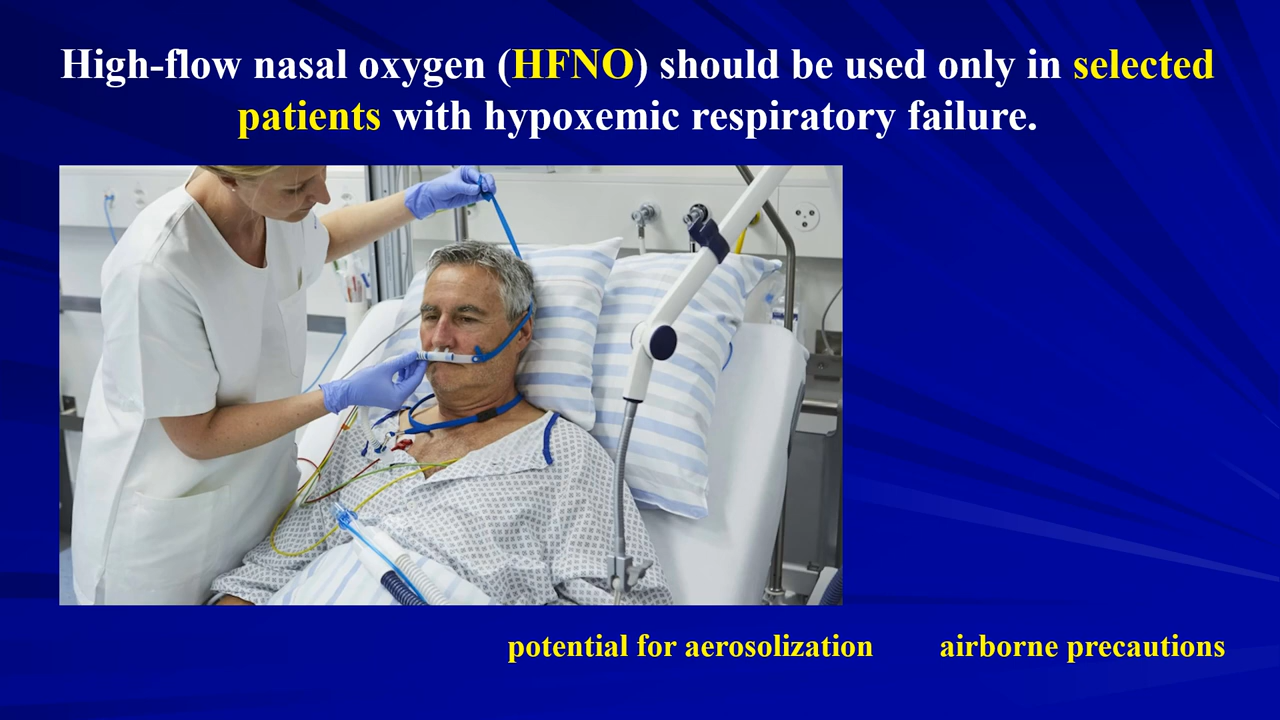 High-flow nasal oxygen (HFNO) should be used only in selected
patients with hypoxemic respiratory failure.
potential for aerosolization airborne precautions